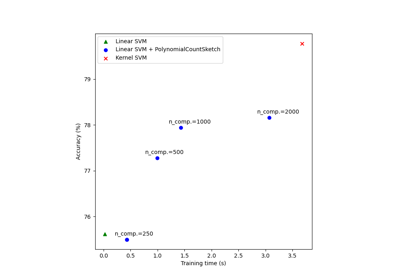 Linear SVM
Linear SVM + PolynomialCountSketch
Kernel SVM
79
n_comp.=2000
n_comp.=1000
78
n_comp.=500
77
Accuracy (%)
76
n_comp.=250
0.0 0.5 1.0 1.5 2.0 2.5 3.0 3.5
Training time (s)